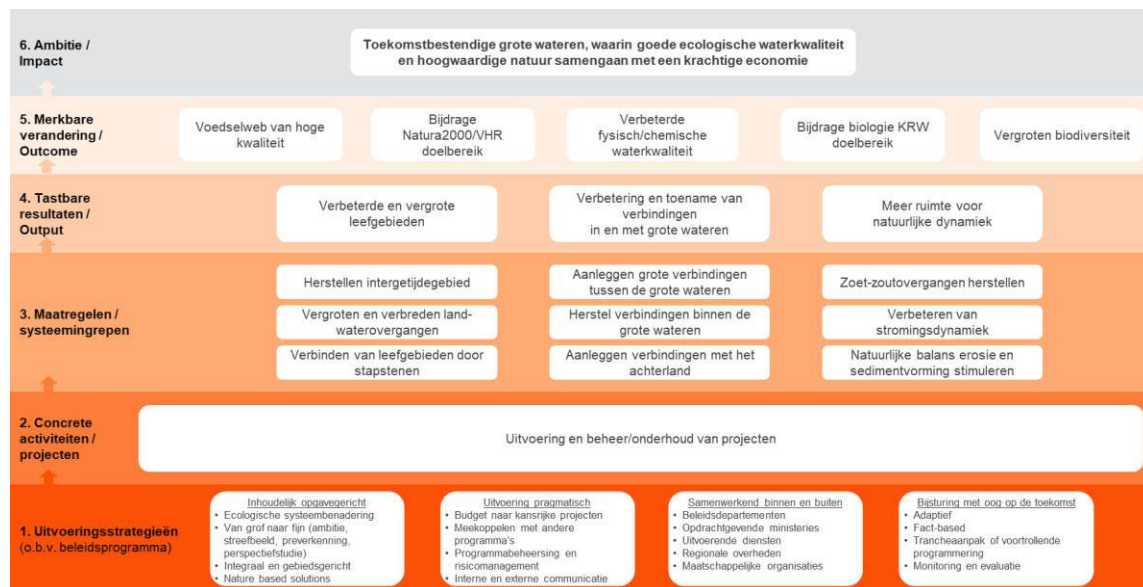 6. Ambitie /
Impact
Toekomstbestendige grote wateren, waarin goede ecologische waterkwaliteit
en hoogwaardige natuur samengaan met een krachtige economie
5. Merkbare
verandering /
Outcome
Voedselweb van hoge
kwaliteit
Bijdrage
Natura2000/VHR
doelbereik
Verbeterde
fysisch/chemische
waterkwaliteit
Bijdrage biologie KRW
doelbereik
Vergroten biodiversiteit
4. Tastbare
resultaten /
Output
Verbeterde en vergrote
leefgebieden
Verbetering en toename van
verbindingen
in en met grote wateren
Meer ruimte voor
natuurlijke dynamiek
3. Maatregelen /
systeemingrepen
Herstellen intergetijdegebied
Aanleggen grote verbindingen
tussen de grote wateren
Zoet-zoutovergangen herstellen
Vergroten en verbreden land-
waterovergangen
Herstel verbindingen binnen de
grote wateren
Verbeteren van
stromingsdynamiek
Verbinden van leefgebieden door
stapstenen
Aanleggen verbindingen met het
achterland
Natuurlijke balans erosie en
sedimentvorming stimuleren
2. Concrete
activiteiten /
projecten
Uitvoering en beheer/onderhoud van projecten
1. Uitvoeringsstrategieën
(o.b.v. beleidsprogramma)
Inhoudelijk opgavegericht
• Ecologische systeembenadering
• Van grof naar fijn (ambitie,
streefbeeld, preverkenning,
perspectiefstudie)
• Integraal en gebiedsgericht
• Nature based solutions
Uitvoering pragmatisch
• Budget naar kansrijke projecten
• Meekoppelen met andere
programma's
• Programmabeheersing en
risicomanagement
• Interne en externe communicatie
Samenwerkend binnen en buiten
• Beleidsdepartementen
• Opdrachtgevende ministeries
• Uitvoerende diensten
• Regionale overheden
• Maatschappelijke organisaties
Bijsturing met oog op de toekomst
• Adaptief
• Fact-based
• Trancheaanpak of voortrollende
programmering
• Monitoring en evaluatie